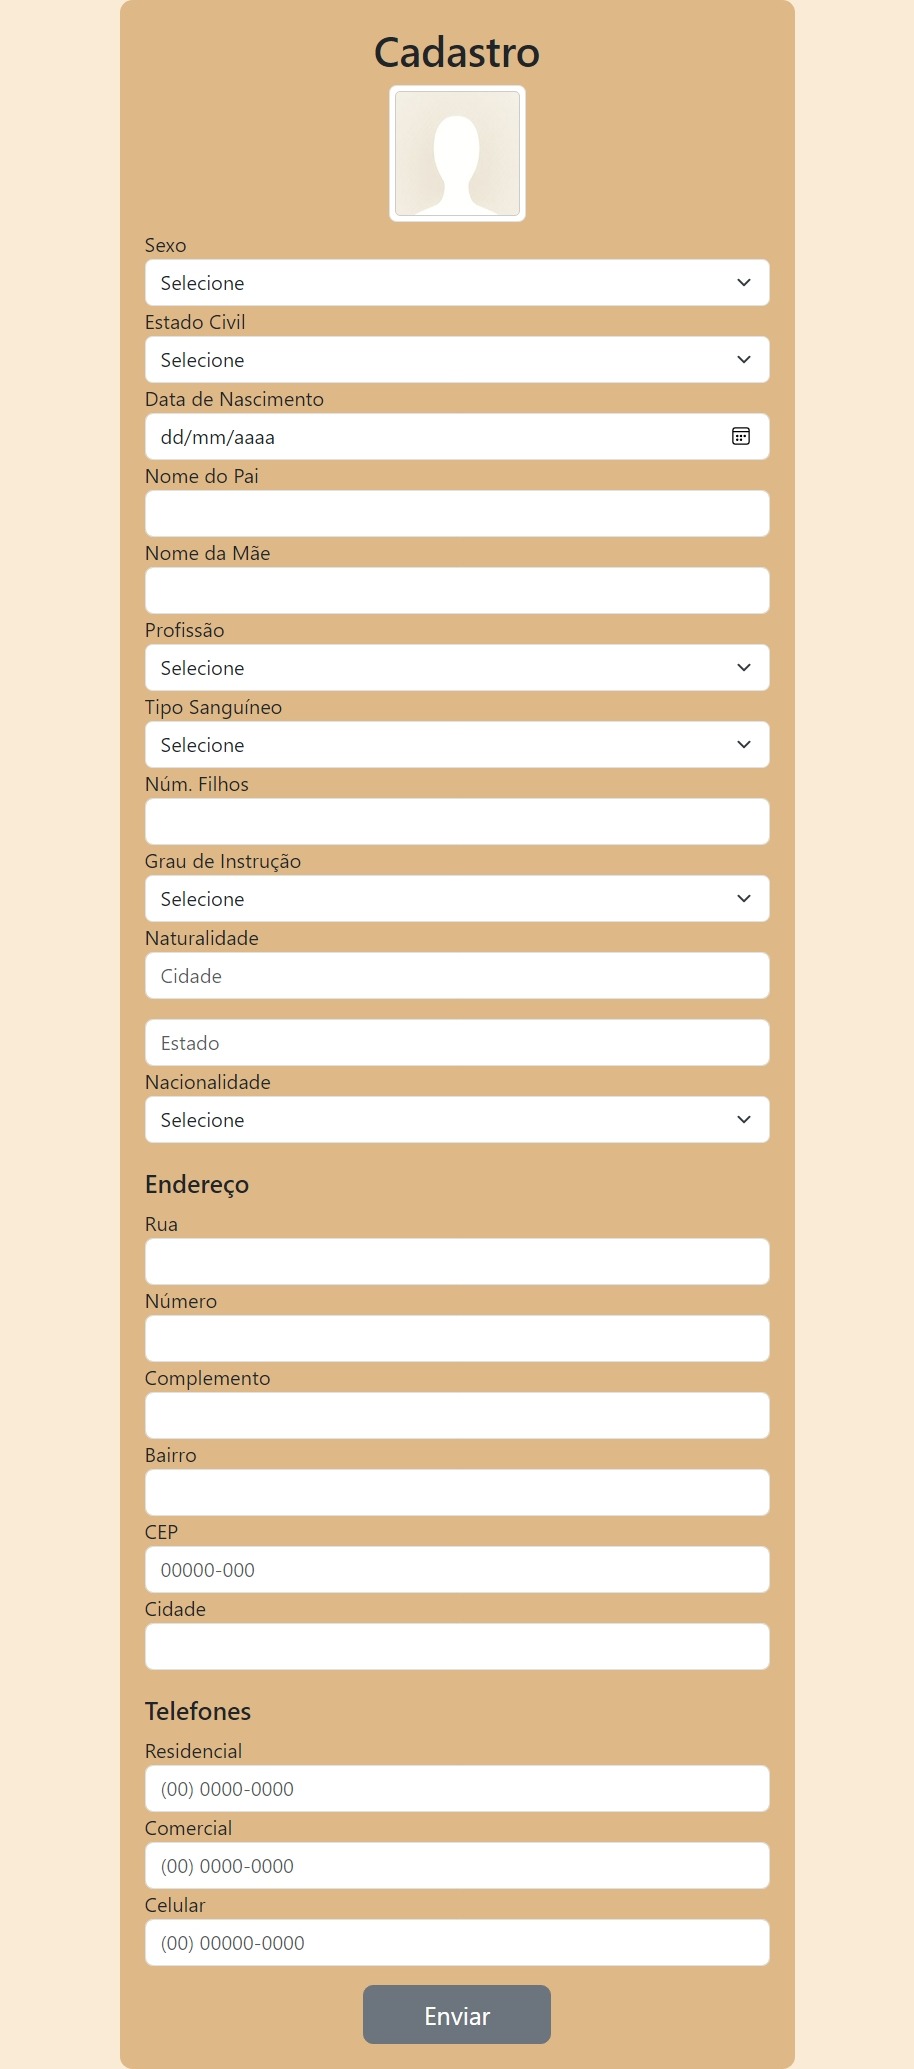 Cadastro
Sexo
Selecione
Estado Civil
Selecione
Data de Nascimento
dd/mm/aaaa
Nome do Pai
Nome da Mãe
Profissão
Selecione
Tipo Sanguíneo
Selecione
Núm. Filhos
Grau de Instrução
Selecione
Naturalidade
Cidade
Estado
Nacionalidade
Selecione
Endereço
Rua
Número
Complemento
Bairro
CEP
00000-000
Cidade
Telefones
Residencial
(00) 0000-0000
Comercial
(00) 0000-0000
Celular
(00) 00000-0000
Enviar